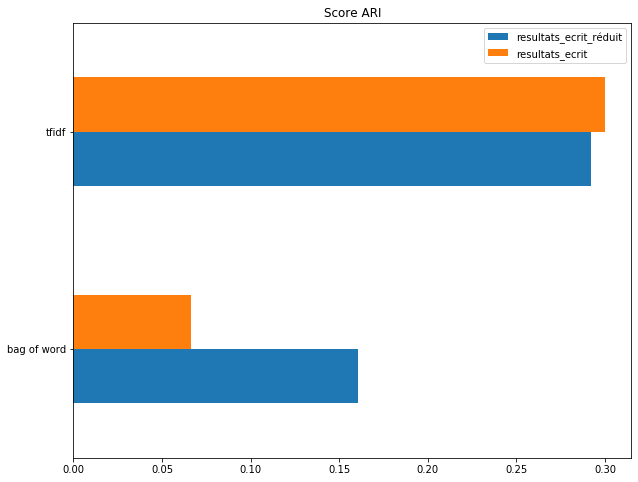 Score ARI
resultats_ecrit_réduit
resultats_ecrit
tfidf
bag of word
0.00 0.05 0.10 0.15 0.20 0.25 0.30